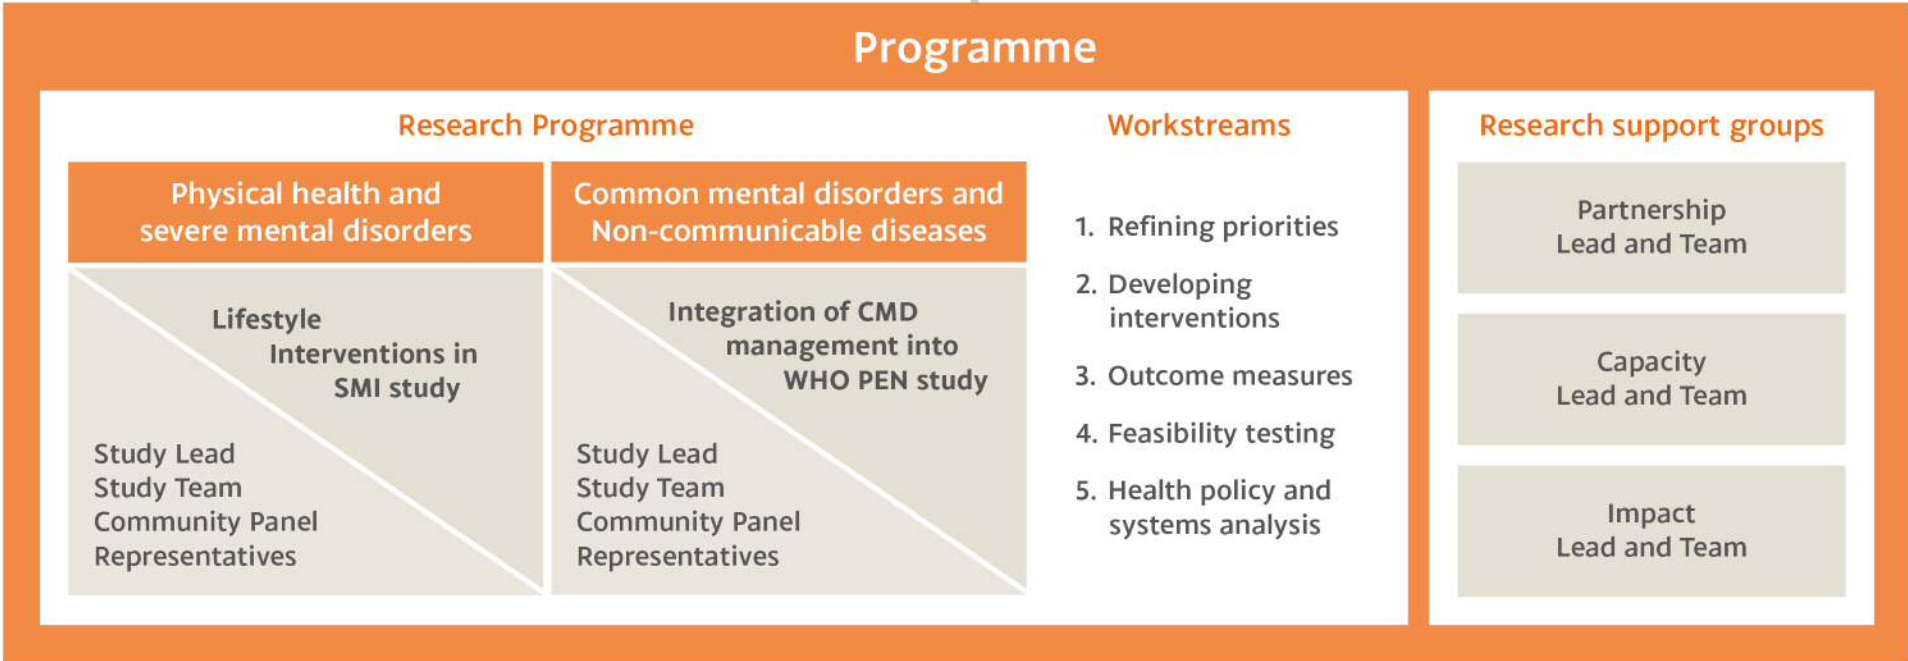 Programme
Research Programme
Physical health and
severe mental disorders
Lifestyle
Interventions in
SMI study
Study Lead
Study Team
Community Panel
Representatives
Common mental disorders and
Non-communicable diseases
Integration of CMD
management into
WHO PEN study
Study Lead
Study Team
Community Panel
Representatives
Workstreams
1. Refining priorities
2. Developing
interventions
3. Outcome measures
4. Feasibility testing
5. Health policy and
systems analysis
Research support groups
Partnership
Lead and Team
Capacity
Lead and Team
Impact
Lead and Team